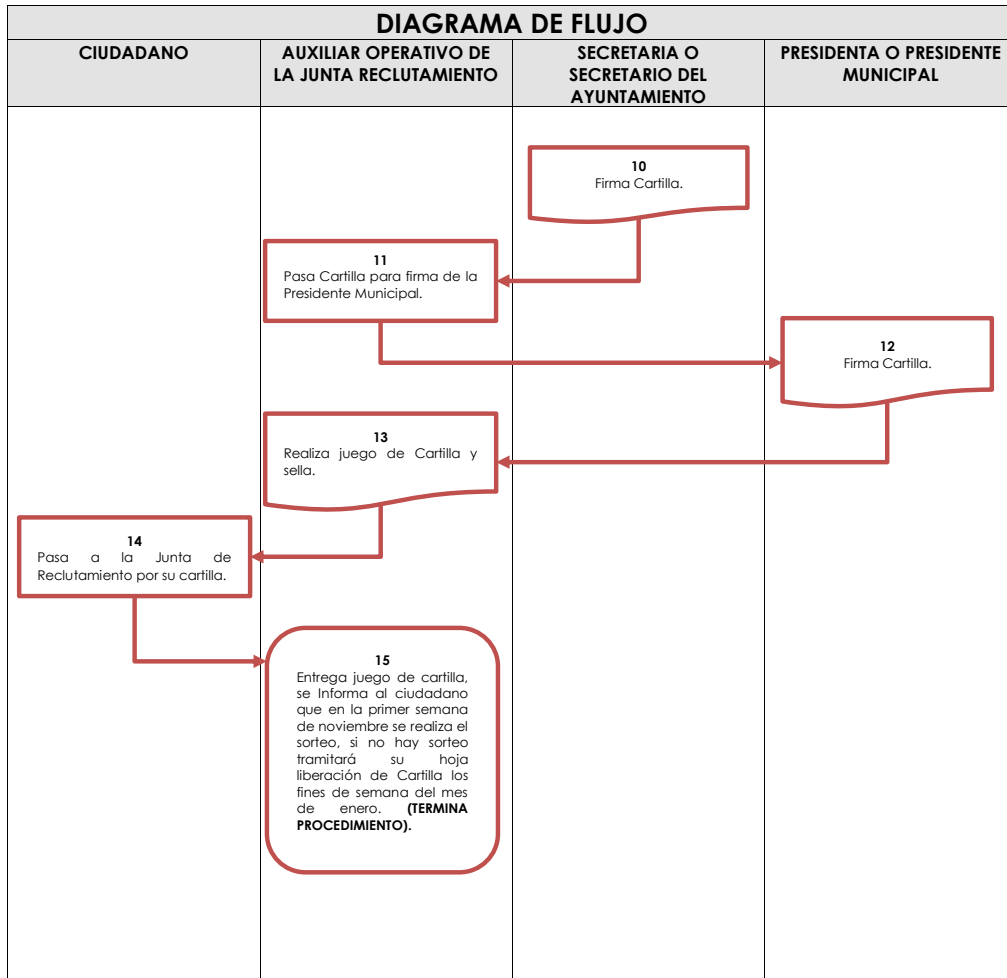 DIAGRAMA DE FLUJO
CIUDADANO
AUXILIAR OPERATIVO DE
LA JUNTA RECLUTAMIENTO
SECRETARIA O
SECRETARIO DEL
AYUNTAMIENTO
PRESIDENTA O PRESIDENTE
MUNICIPAL
10
Firma Cartilla.
11
Pasa Cartilla para firma de la
Presidente Municipal.
12
Firma Cartilla.
13
Realiza juego de Cartilla y
sella.
14
Pasa a la Junta de
Reclutamiento por su cartilla.
15
Entrega juego de cartilla,
se Informa al ciudadano
que en la primer semana
de noviembre se realiza el
sorteo, si no hay sorteo
tramitará su hoja
liberación de Cartilla los
fines de semana del mes
de enero. (TERMINA
PROCEDIMIENTO).